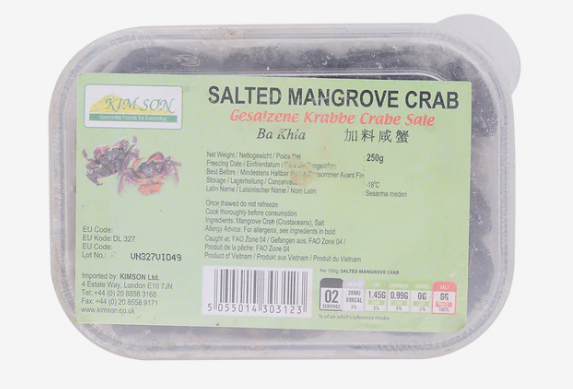 KIM SON
Specialty Foods for Everyday
SALTED MANGROVE CRAB
Gesalzene Krabbe Crabe Sale
Ba Khía 加料咸蟹
Net Weight / Nettogewicht / Poids Net 250g
Freezing Date / Einfrierdatum /
Best Before / Mindestens Haltbar Avant Fin
Storage / Lagerherhaltung / -18°C
Latin Name / Lateinischer Name / Nom Latin : Sesarma mederi
Once thawed do not refreeze
Cook thoroughly before consumption
Ingredients: Mangrove Crab (Crustaceans), Salt
Allergy Advice: For allergens, see ingredients in bold
Caught at: FAO Zone 04 / Gefangen aus: FAO Zone 04 /
Produit de la pêche: FAO Zone 04
Product of Vietnam / Produkt aus Vietnam / Produit du Vietnam
EU Code:
EU Kode: DL 327
EU Code:
Lot No.: VN327VI049
Imported by: KIMSON Ltd.
4 Estate Way, London E10 7JN
Tel: +44 (0) 20 8558 3168
Fax: +44 (0) 20 8558 9171
www.kimson.co.uk
5 055014 303123
SALTED MANGROVE CRAB
02 1.45G 0.99G 0G 6G